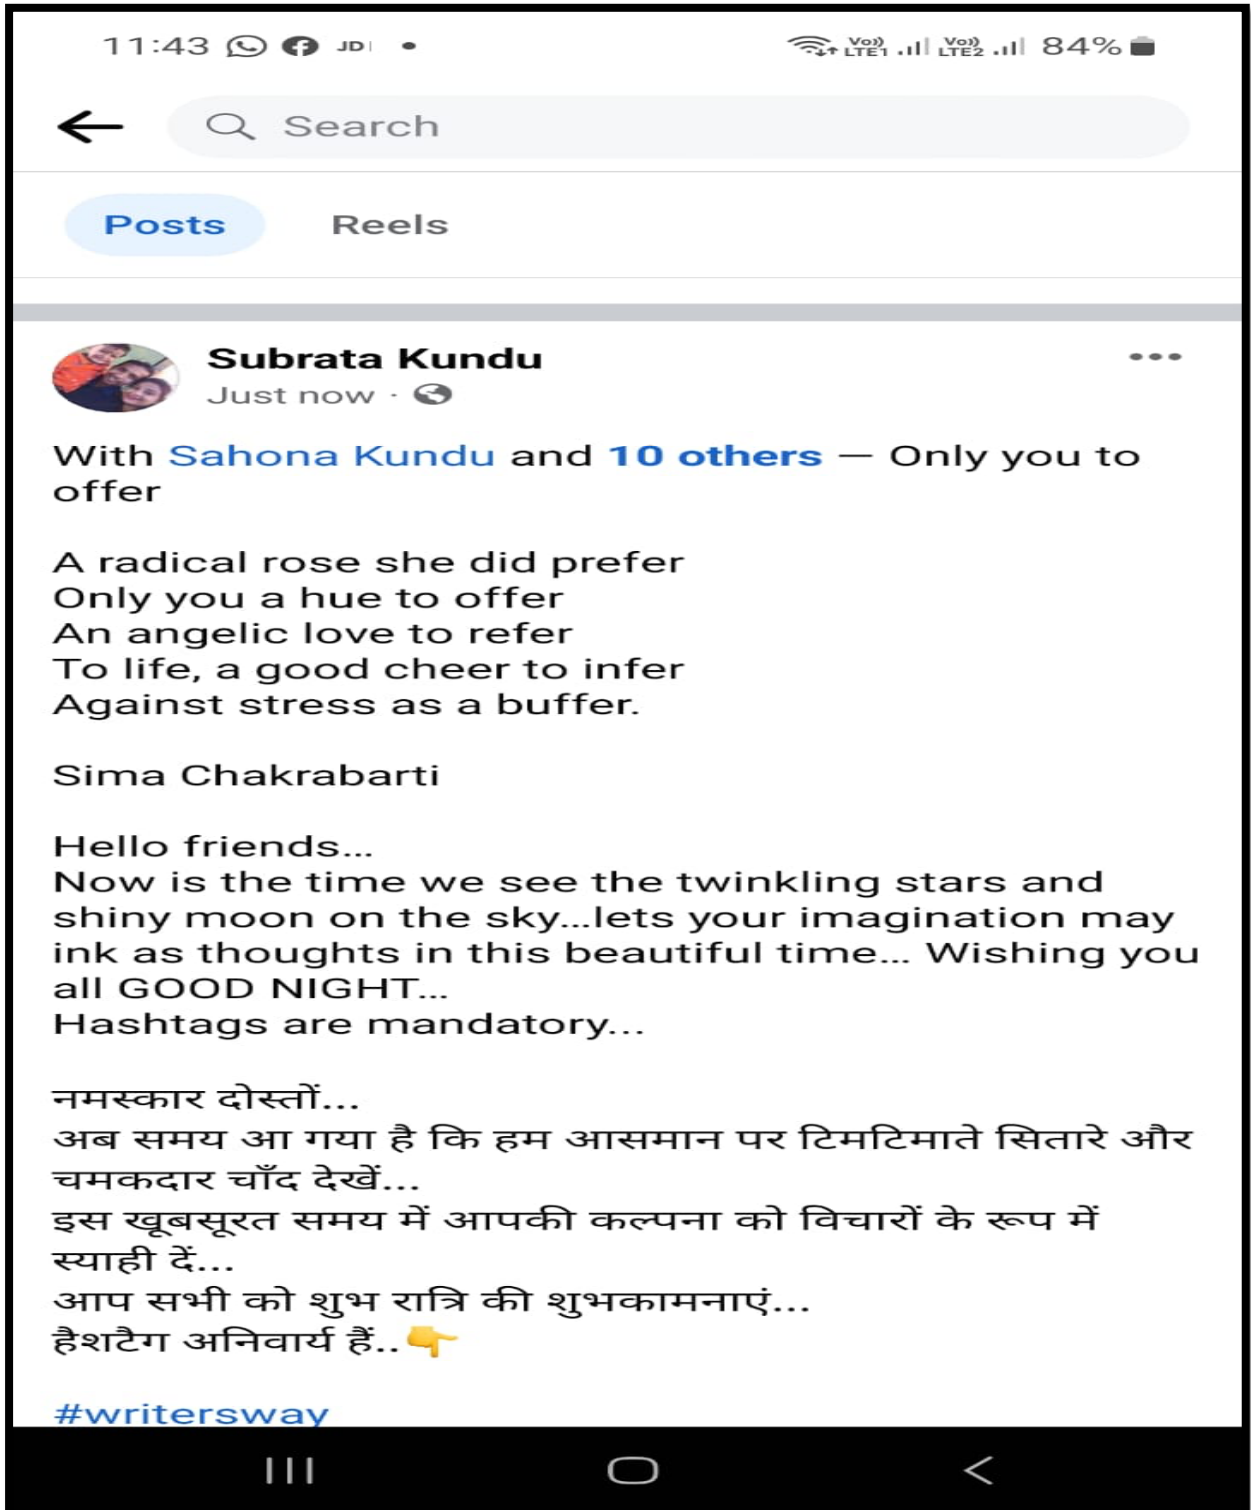 11:43 JD
Vo)) LTE1 Vo)) LTE2 84%
Search
Posts Reels
Subrata Kundu
Just now ·
With Sahona Kundu and 10 others — Only you to
offer
A radical rose she did prefer
Only you a hue to offer
An angelic love to refer
To life, a good cheer to infer
Against stress as a buffer.
Sima Chakrabarti
Hello friends...
Now is the time we see the twinkling stars and
shiny moon on the sky...lets your imagination may
ink as thoughts in this beautiful time... Wishing you
all GOOD NIGHT...
Hashtags are mandatory...
नमस्कार दोस्तों...
अब समय आ गया है कि हम आसमान पर टिमटिमाते सितारे और
चमकदार चाँद देखें...
इस खूबसूरत समय में आपकी कल्पना को विचारों के रूप में
स्याही दें...
आप सभी को शुभ रात्रि की शुभकामनाएं...
हैशटैग अनिवार्य हैं..👇
#writersway